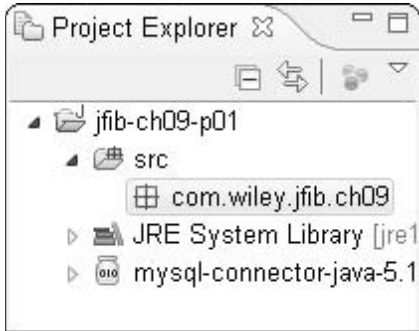 Project Explorer
jfib-ch09-p01
src
com.wiley.jfib.ch09
JRE System Library [jre1
mysql-connector-java-5.1